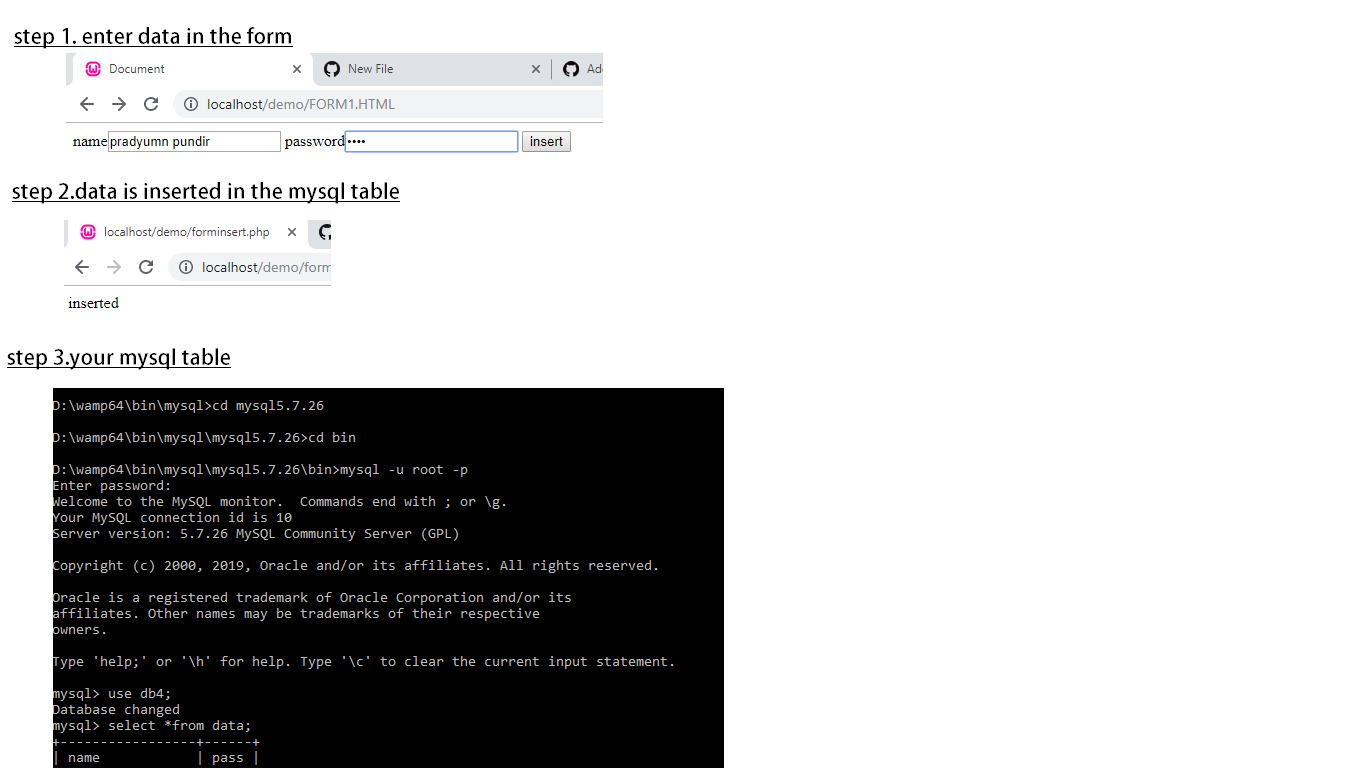 step 1. enter data in the form
Document
New File
localhost/demo/FORM1.HTML
name pradyumn pundir password •••• insert
step 2.data is inserted in the mysql table
localhost/demo/forminsert.php
localhost/demo/form
inserted
step 3.your mysql table
D:\wamp64\bin\mysql>cd mysql5.7.26
D:\wamp64\bin\mysql\mysql5.7.26>cd bin
D:\wamp64\bin\mysql\mysql5.7.26\bin>mysql -u root -p
Enter password:
Welcome to the MySQL monitor.  Commands end with ; or \g.
Your MySQL connection id is 10
Server version: 5.7.26 MySQL Community Server (GPL)
Copyright (c) 2000, 2019, Oracle and/or its affiliates. All rights reserved.
Oracle is a registered trademark of Oracle Corporation and/or its
affiliates. Other names may be trademarks of their respective
owners.
Type 'help;' or '\h' for help. Type '\c' to clear the current input statement.
mysql> use db4;
Database changed
mysql> select *from data;
+-----------------+------+
| name            | pass |